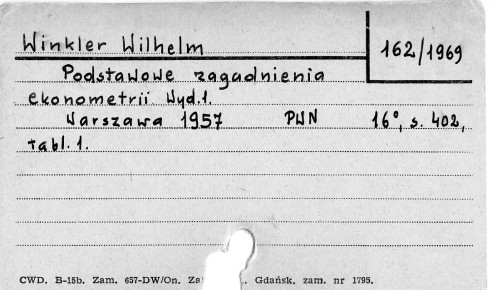 Winkler Wilhelm
162/1969
Podstawowe zagadnienia
ekonometrii Wyd.1.
Warszawa 1957 PWN 16°, s. 402,
tabl. 1.
CWD. B-15b. Zam. 657-DW/On. Gdańsk. zam. nr 1795.